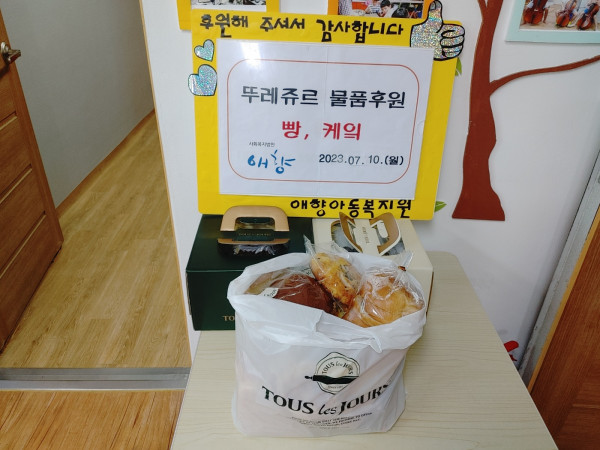 후원해 주셔서 감사합니다
뚜레쥬르 물품후원
빵, 케잌
사회복지법인
애향
2023.07.10.(월)
애향아동복지원
TOUS
TOUS les JOURS
TOUS les JOURS